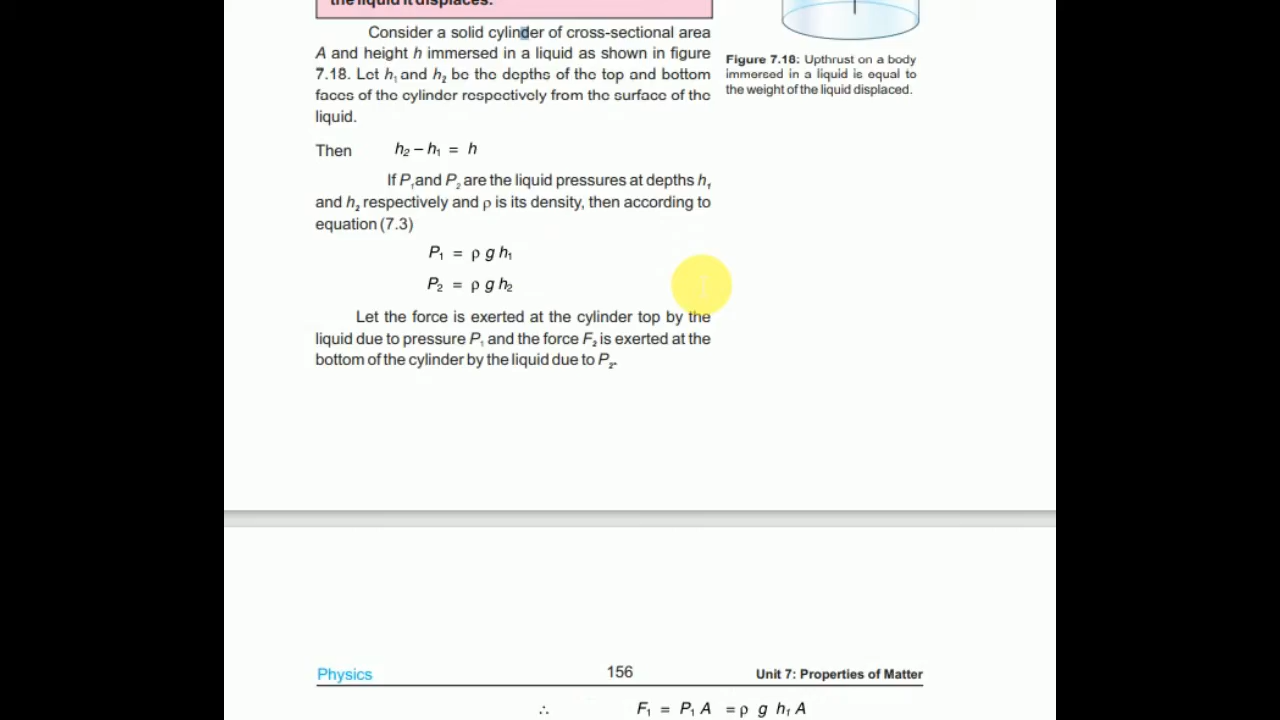 the liquid it displaces.
Consider a solid cylinder of cross-sectional area
A and height h immersed in a liquid as shown in figure
7.18. Let h₁ and h₂ be the depths of the top and bottom
faces of the cylinder respectively from the surface of the
liquid.
Then h₂ – h₁ = h
If P₁and P₂ are the liquid pressures at depths h₁
and h₂ respectively and ρ is its density, then according to
equation (7.3)
P₁ = ρ g h₁
P₂ = ρ g h₂
Let the force is exerted at the cylinder top by the
liquid due to pressure P₁ and the force F₂ is exerted at the
bottom of the cylinder by the liquid due to P₂.
Figure 7.18: Upthrust on a body
immersed in a liquid is equal to
the weight of the liquid displaced.
Physics 156 Unit 7: Properties of Matter
∴ F₁ = P₁ A = ρ g h₁ A